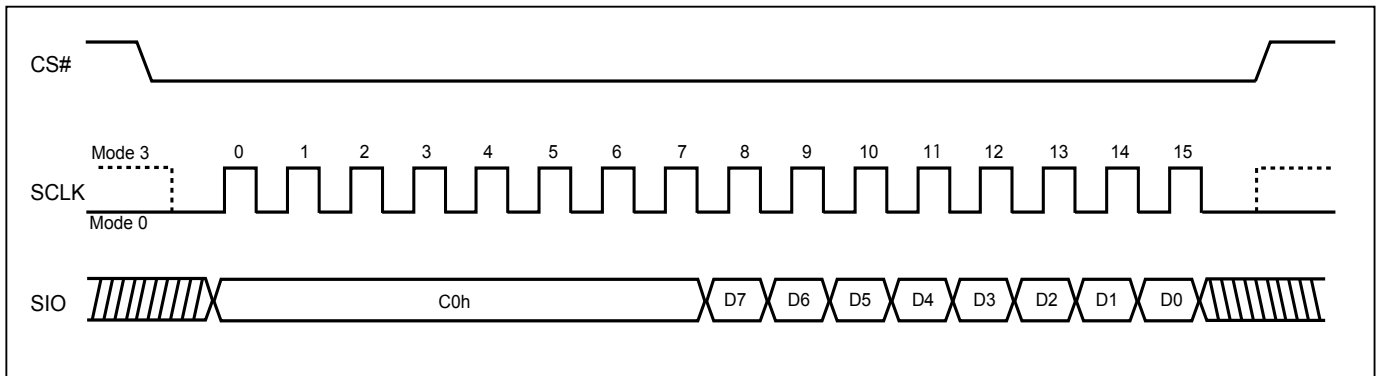 CS#
Mode 3
0 1 2 3 4 5 6 7 8 9 10 11 12 13 14 15
SCLK
Mode 0
SIO
C0h D7 D6 D5 D4 D3 D2 D1 D0